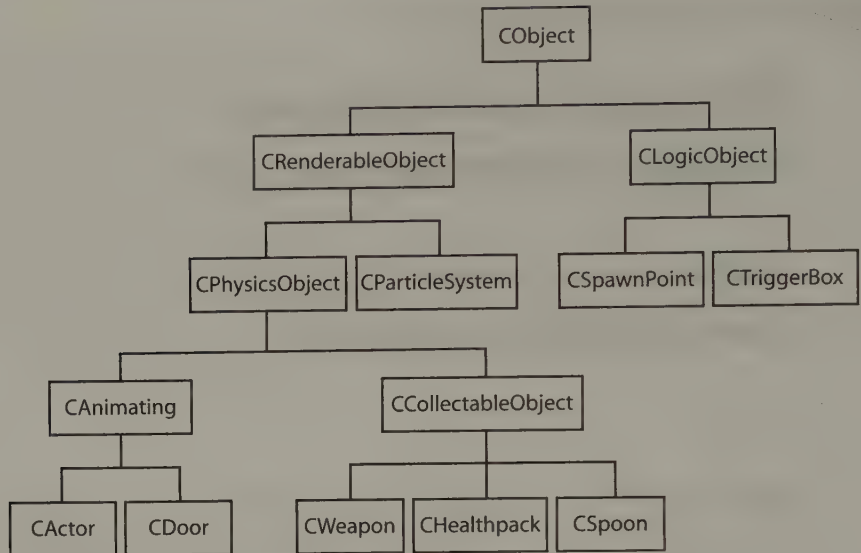 CObject
CRenderableObject
CLogicObject
CPhysicsObject
CParticleSystem
CSpawnPoint
CTriggerBox
CAnimating
CCollectableObject
CActor
CDoor
CWeapon
CHealthpack
CSpoon